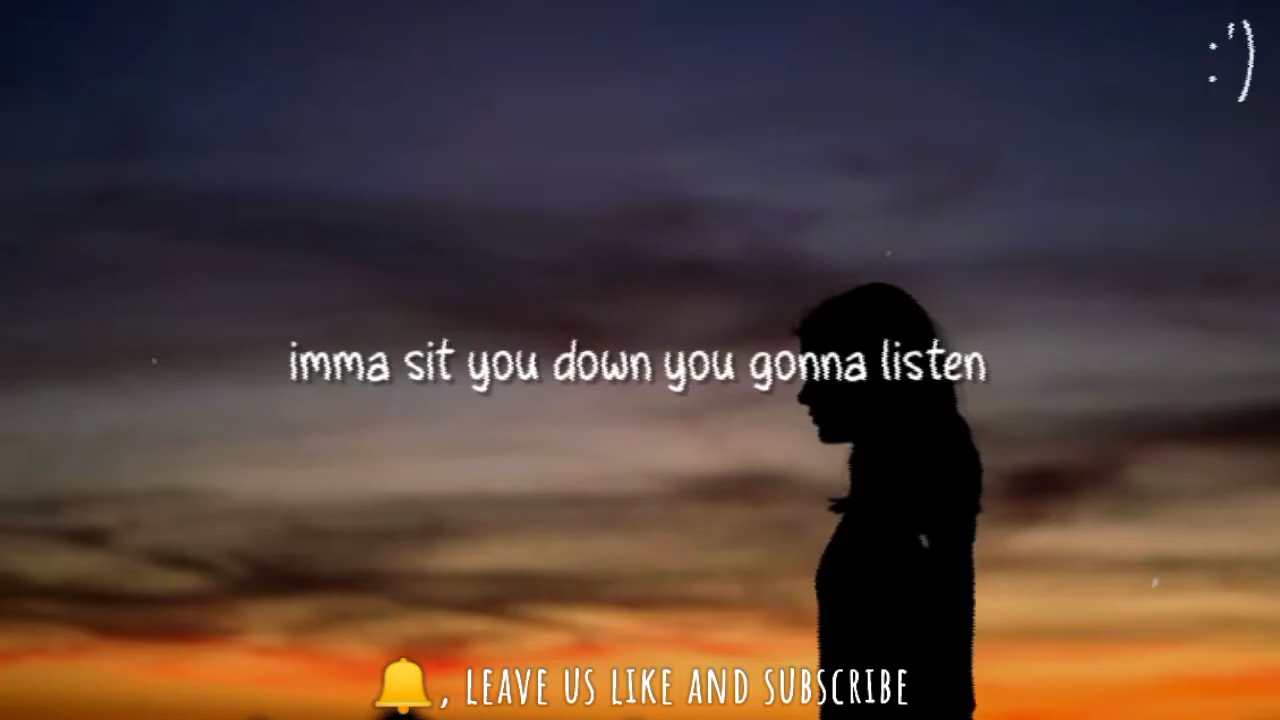 :')
imma sit you down you gonna listen
🔔, LEAVE US LIKE AND SUBSCRIBE